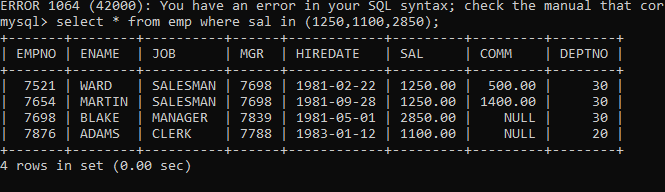 ERROR 1064 (42000): You have an error in your SQL syntax; check the manual that cor
mysql> select * from emp where sal in (1250,1100,2850);
+-------+--------+----------+------+------------+---------+---------+--------+
| EMPNO | ENAME  | JOB      | MGR  | HIREDATE   | SAL     | COMM    | DEPTNO |
+-------+--------+----------+------+------------+---------+---------+--------+
|  7521 | WARD   | SALESMAN | 7698 | 1981-02-22 | 1250.00 |  500.00 |     30 |
|  7654 | MARTIN | SALESMAN | 7698 | 1981-09-28 | 1250.00 | 1400.00 |     30 |
|  7698 | BLAKE  | MANAGER  | 7839 | 1981-05-01 | 2850.00 |    NULL |     30 |
|  7876 | ADAMS  | CLERK    | 7788 | 1983-01-12 | 1100.00 |    NULL |     20 |
+-------+--------+----------+------+------------+---------+---------+--------+
4 rows in set (0.00 sec)